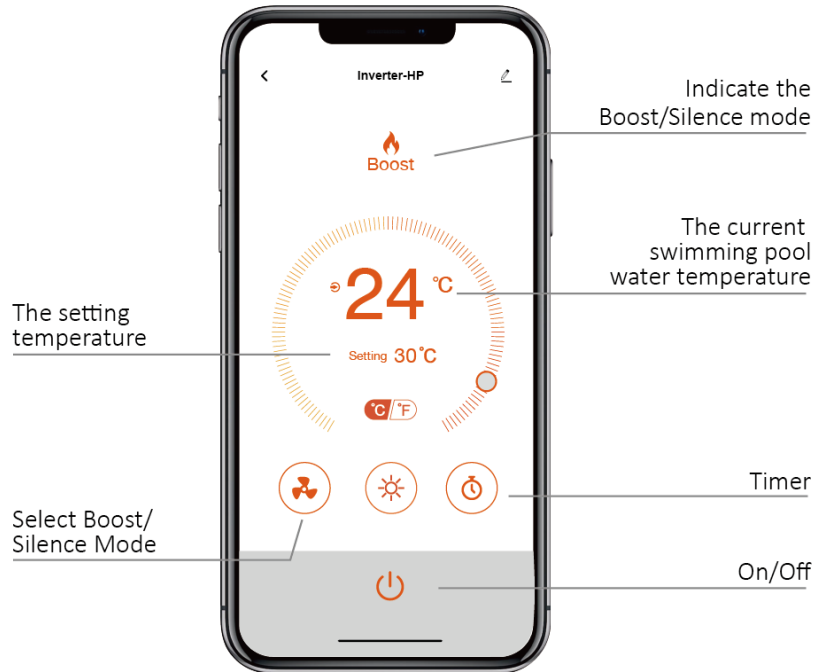 Inverter-HP
Indicate the
Boost/Silence mode
Boost
The current
swimming pool
water temperature
24 °C
The setting
temperature
Setting 30°C
°C/°F
Timer
Select Boost/
Silence Mode
On/Off